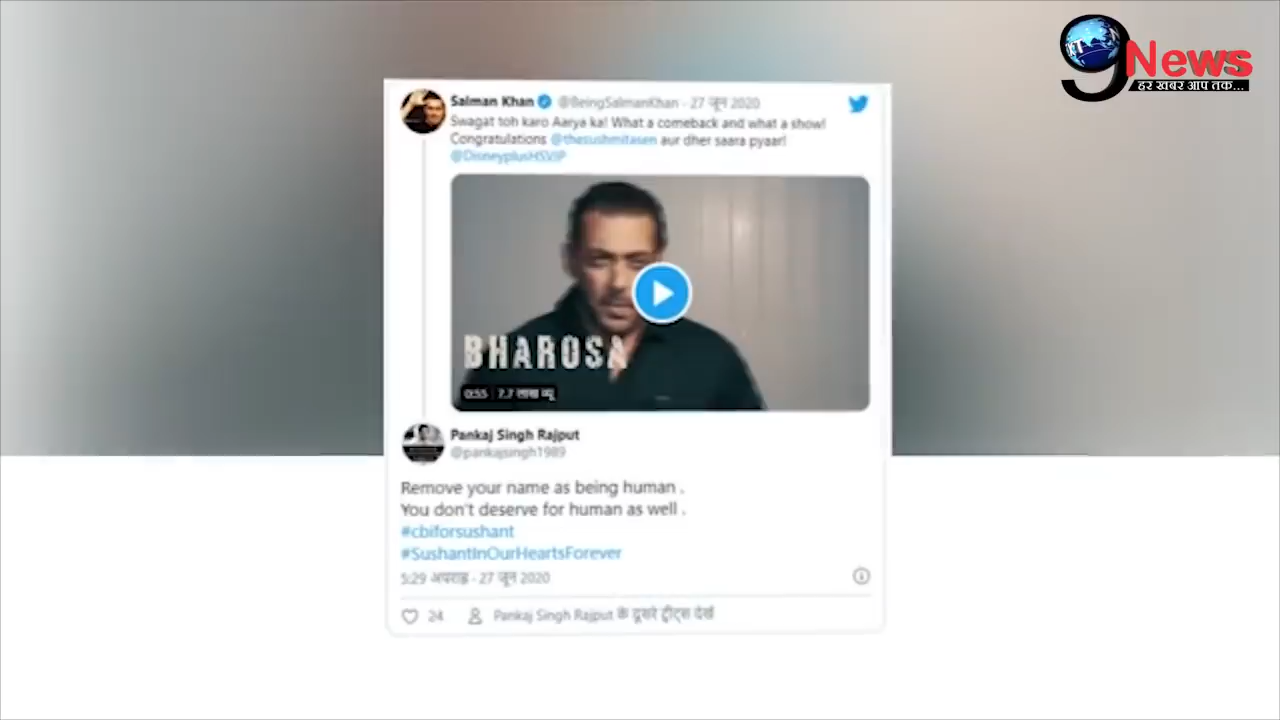 9 News
हर खबर आप तक...
Salman Khan @BeingSalmanKhan · 27 जून 2020
Swagat toh karo Aarya ka! What a comeback and what a show!
Congratulations @thesushmitasen aur dher saara pyaar!
@DisneyplusHSVIP
BHAROSA
0:55 7.7 लाख व्यू
Pankaj Singh Rajput
@pankajsingh1989
Remove your name as being human .
You don't deserve for human as well .
#cbiforsushant
#SushantInOurHeartsForever
5:29 अपराह्न · 27 जून 2020
24 Pankaj Singh Rajput के दूसरे ट्वीट्स देखें